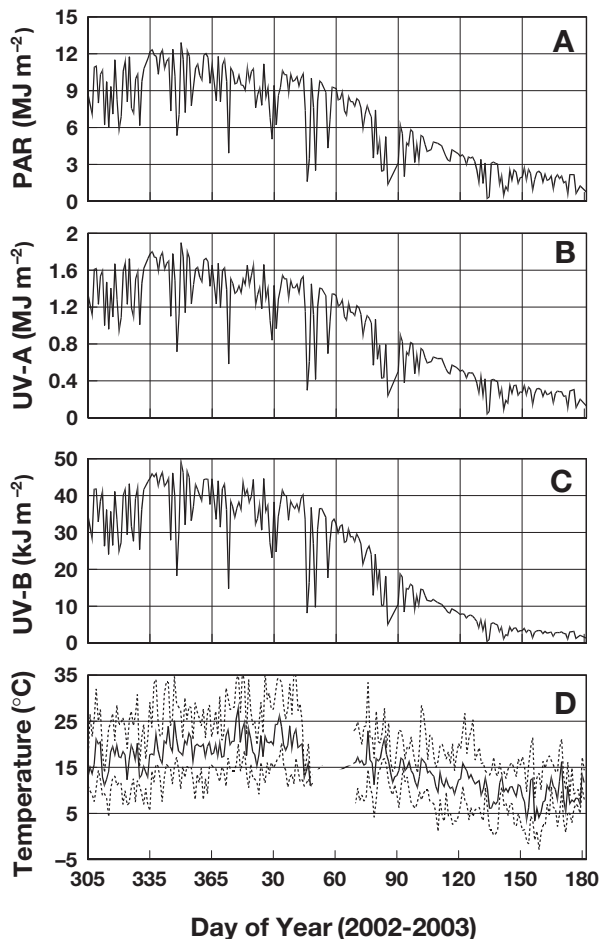 A
PAR (MJ m⁻²)
15
12
9
6
3
0
B
UV-A (MJ m⁻²)
2
1.6
1.2
0.8
0.4
0
C
UV-B (kJ m⁻²)
50
40
30
20
10
0
D
Temperature (°C)
35
25
15
5
–5
305 335 365 30 60 90 120 150 180
Day of Year (2002-2003)